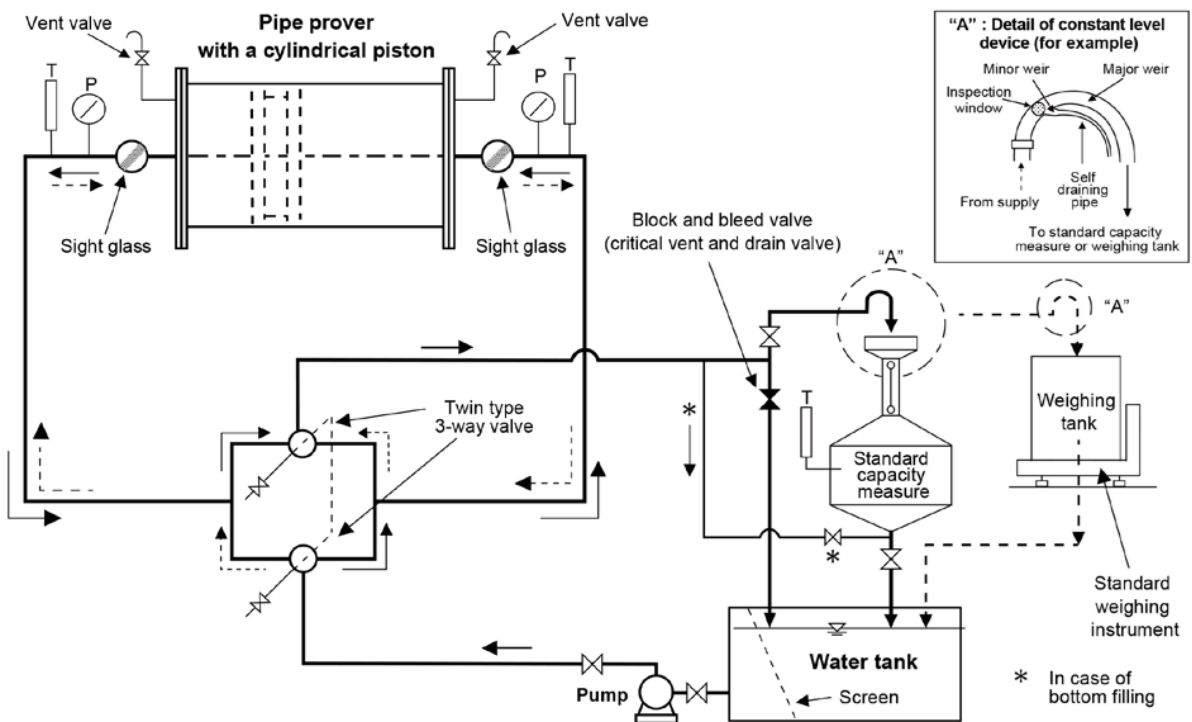 Vent valve
Pipe prover
with a cylindrical piston
Vent valve
T
P
P
T
Sight glass
Sight glass
"A" : Detail of constant level
device (for example)
Minor weir
Major weir
Inspection
window
Self
draining
pipe
From supply
To standard capacity
measure or weighing tank
Block and bleed valve
(critical vent and drain valve)
"A"
"A"
Twin type
3-way valve
*
T
Standard
capacity
measure
Weighing
tank
*
Standard
weighing
instrument
Water tank
Pump
Screen
* In case of
bottom filling